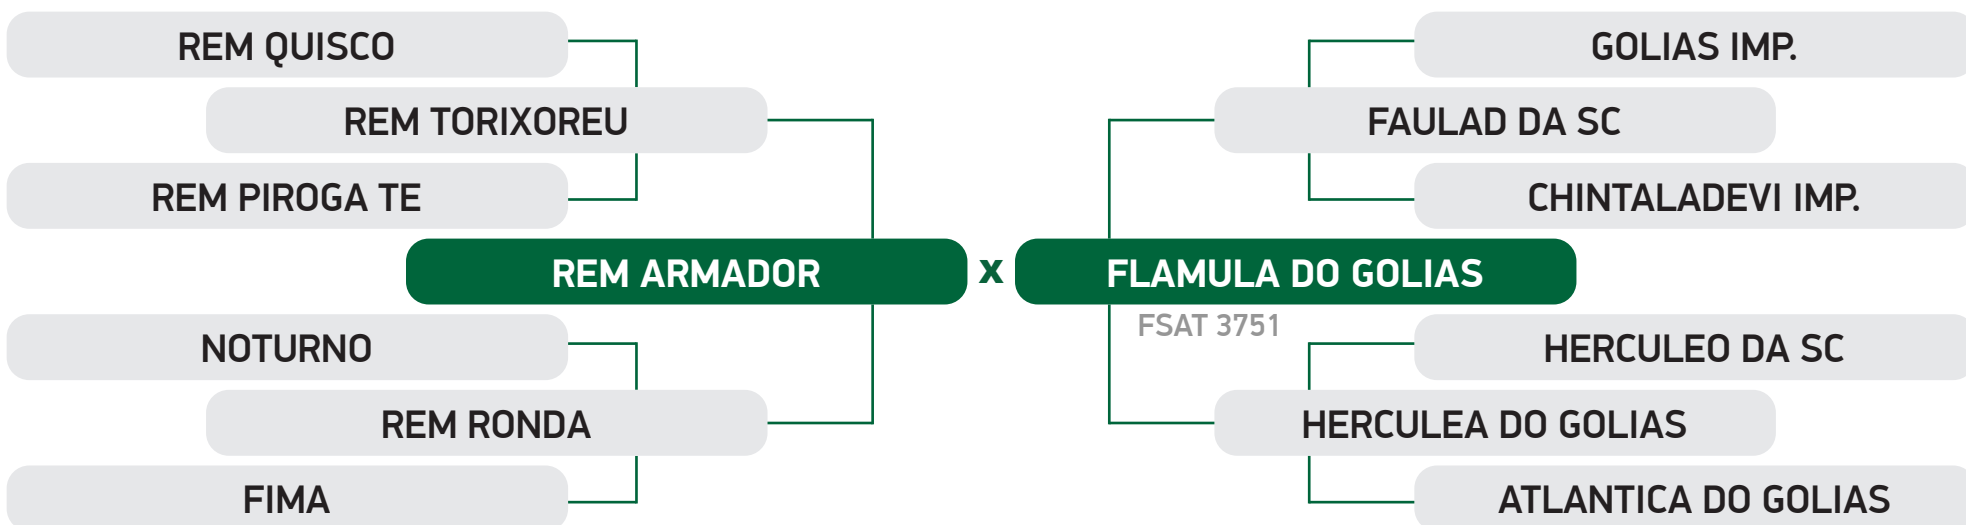 REM QUISCO
GOLIAS IMP.
REM TORIXOREU
FAULAD DA SC
REM PIROGA TE
CHINTALADEVI IMP.
REM ARMADOR x FLAMULA DO GOLIAS
FSAT 3751
NOTURNO
HERCULEO DA SC
REM RONDA
HERCULEA DO GOLIAS
FIMA
ATLANTICA DO GOLIAS